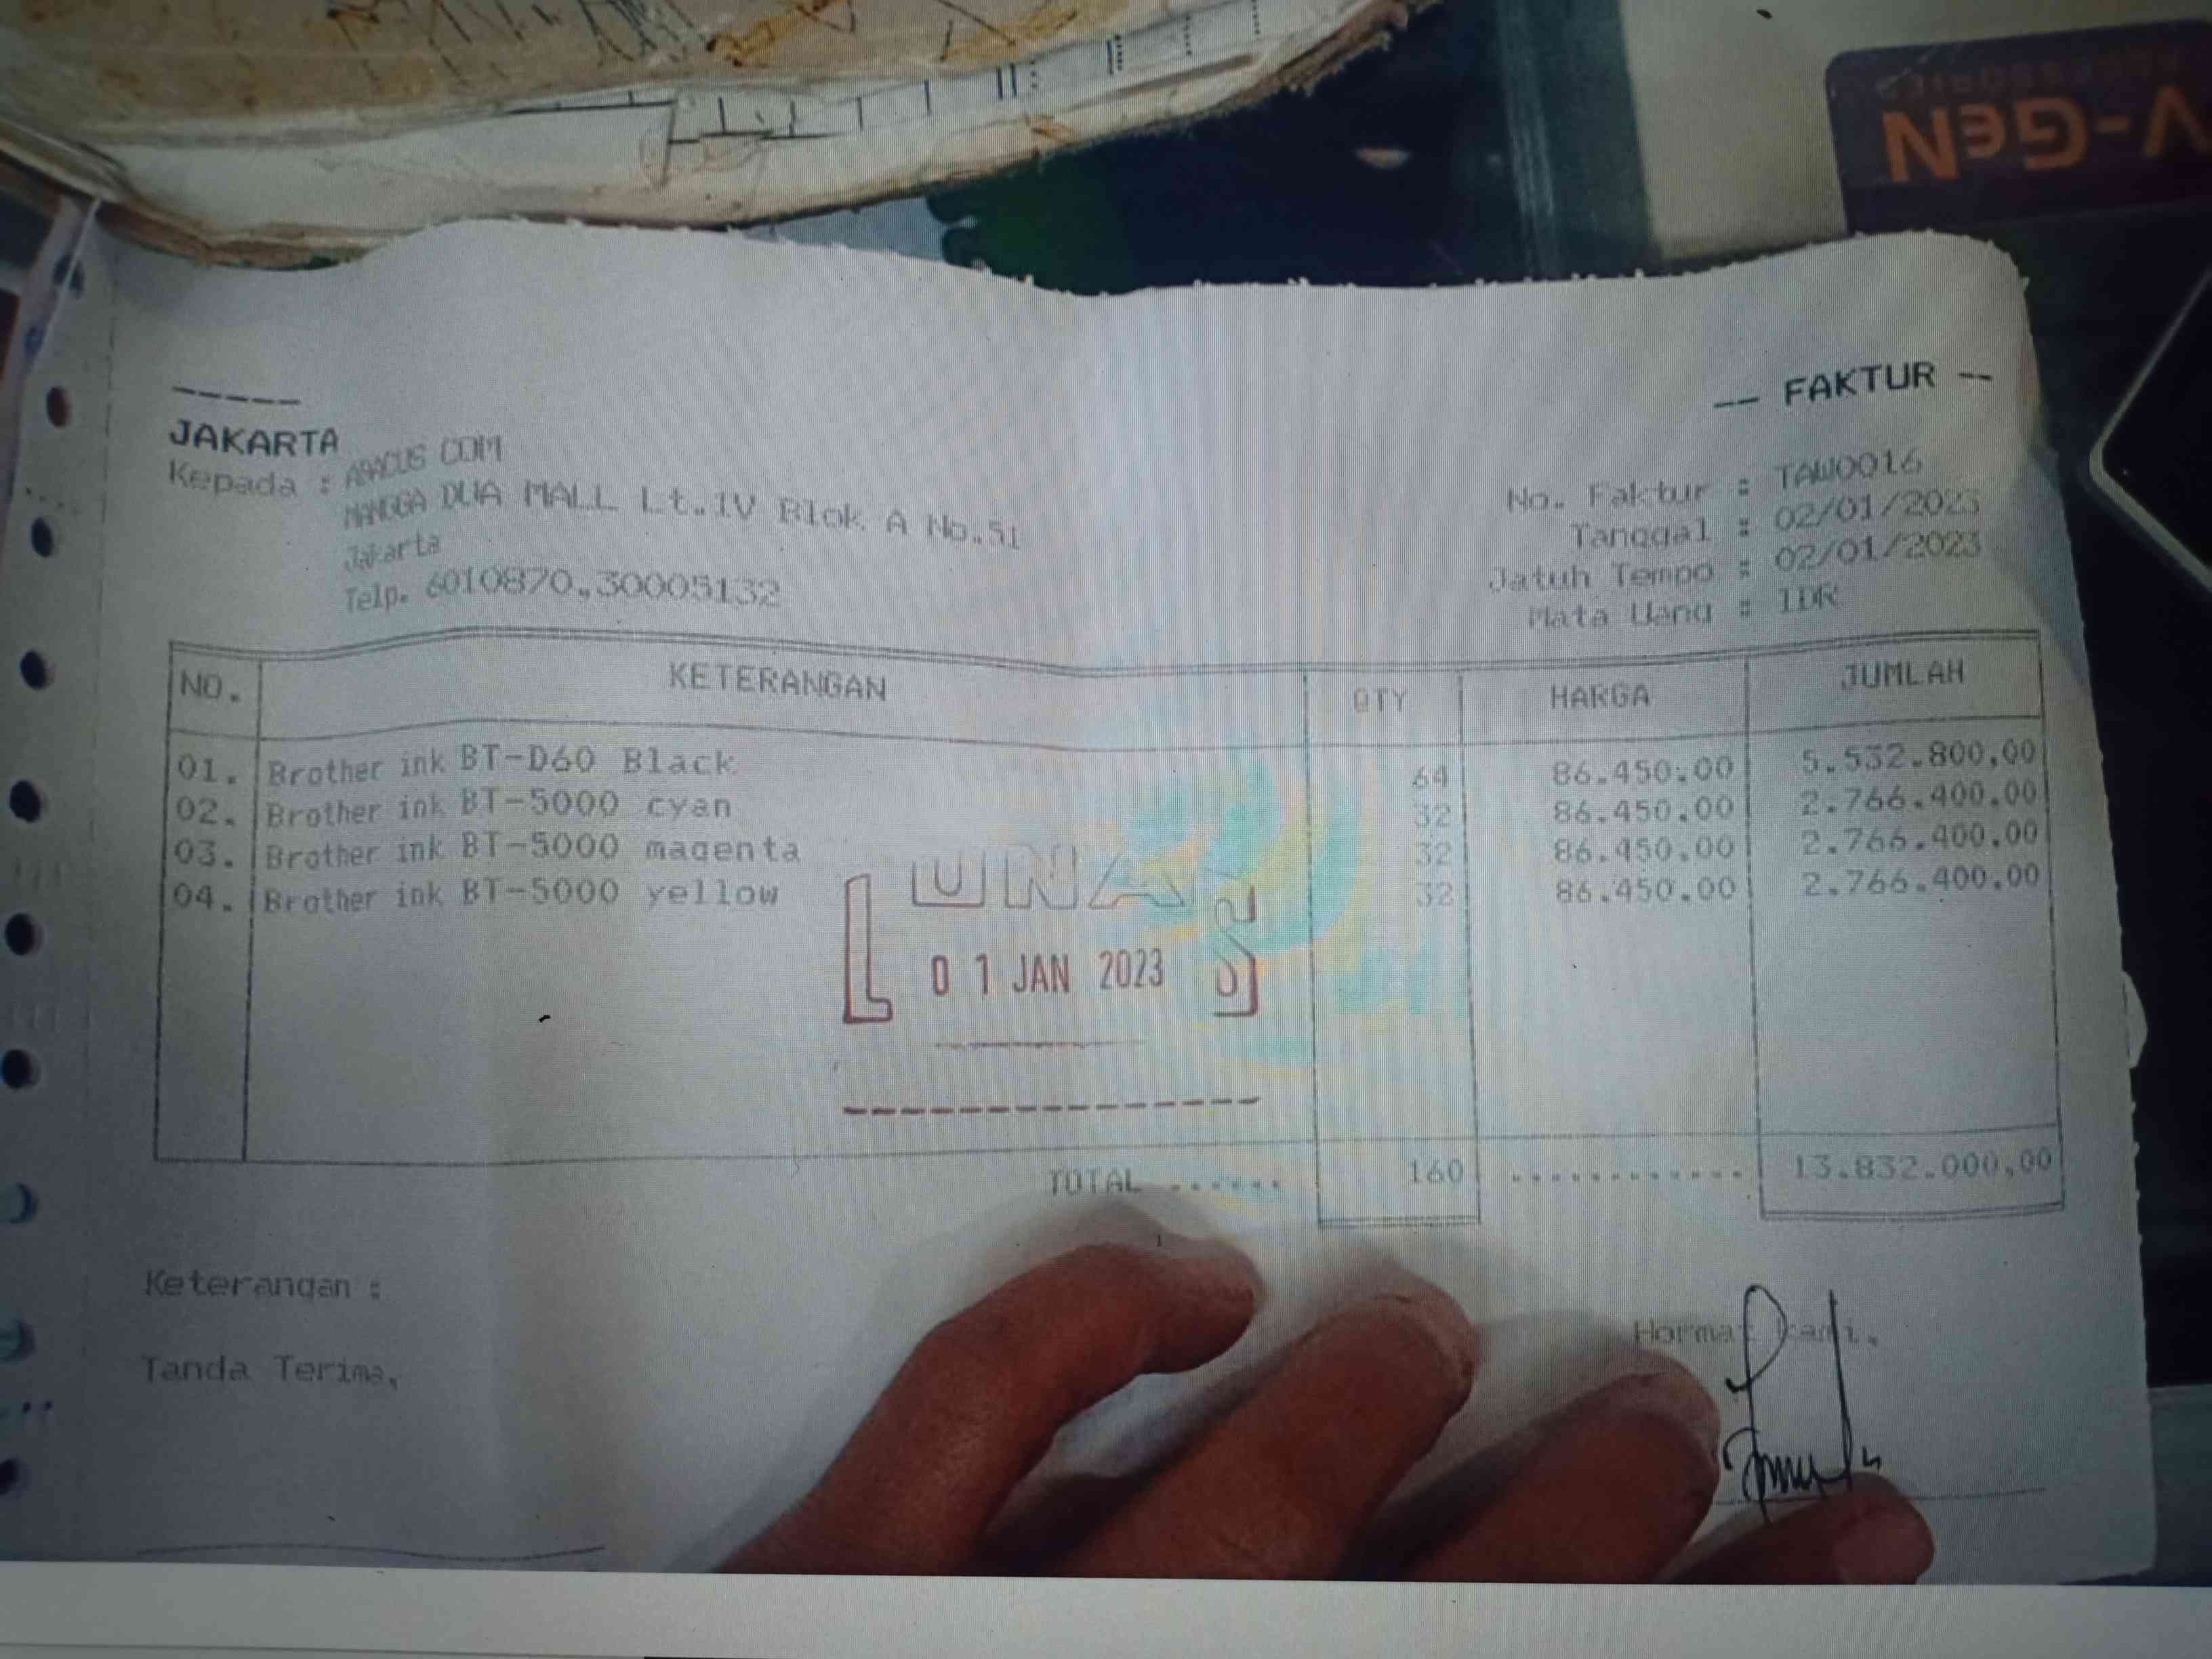 V-GEN
-- FAKTUR --
JAKARTA
Kepada : ABACUS COM
MANGGA DUA MALL Lt.IV Blok A No.51
Jakarta
Telp. 6010870,30005132
No. Faktur : TAW0016
Tanggal : 02/01/2023
Jatuh Tempo : 02/01/2023
Mata Uang : IDR
NO. KETERANGAN QTY HARGA JUMLAH
01. Brother ink BT-D60 Black 64 86.450,00 5.532.800,00
02. Brother ink BT-5000 cyan 32 86.450,00 2.766.400,00
03. Brother ink BT-5000 magenta 32 86.450,00 2.766.400,00
04. Brother ink BT-5000 yellow 32 86.450,00 2.766.400,00
LUNAS
01 JAN 2023
TOTAL ...... 160 ............ 13.832.000,00
Keterangan :
Tanda Terima,
Hormat kami,